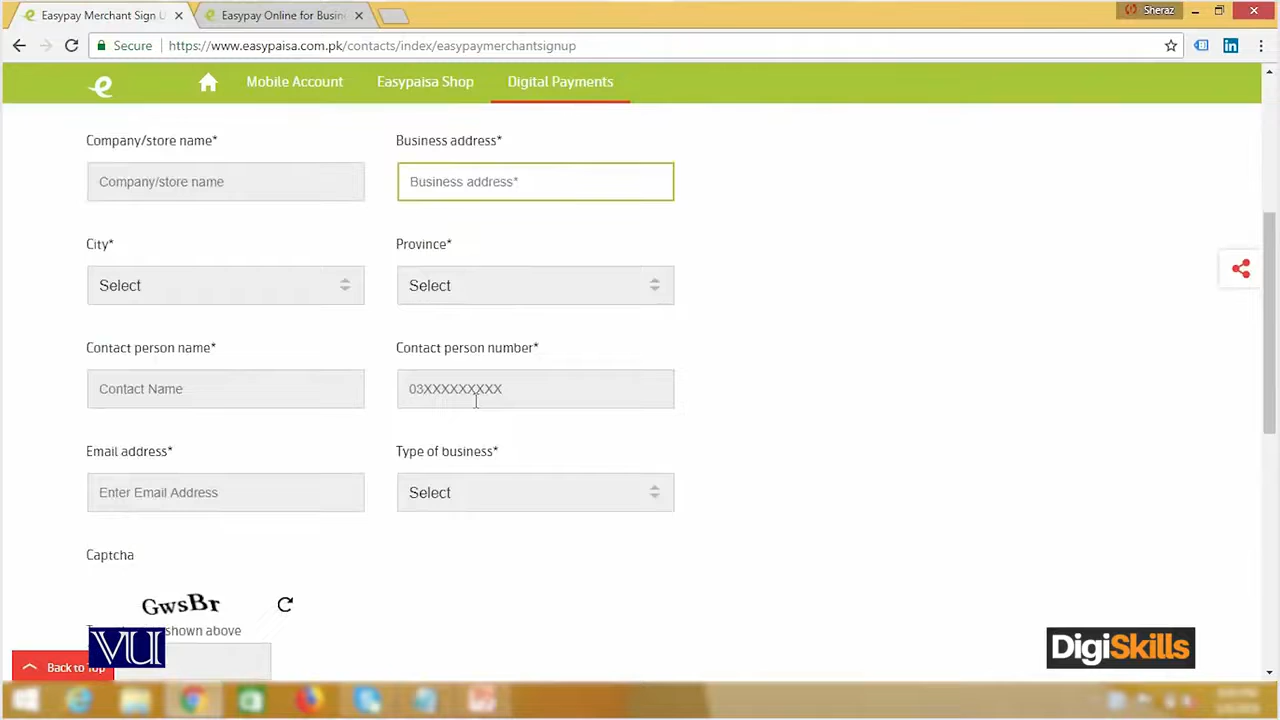 Easypay Merchant Sign U
Easypay Online for Busin
Sheraz
Secure
https://www.easypaisa.com.pk/contacts/index/easypaymerchantsignup
Mobile Account
Easypaisa Shop
Digital Payments
Company/store name*
Business address*
Company/store name
Business address*
City*
Province*
Select
Select
Contact person name*
Contact person number*
Contact Name
03XXXXXXXXX
Email address*
Type of business*
Enter Email Address
Select
Captcha
GwsBr
shown above
VU
Back to Top
DigiSkills